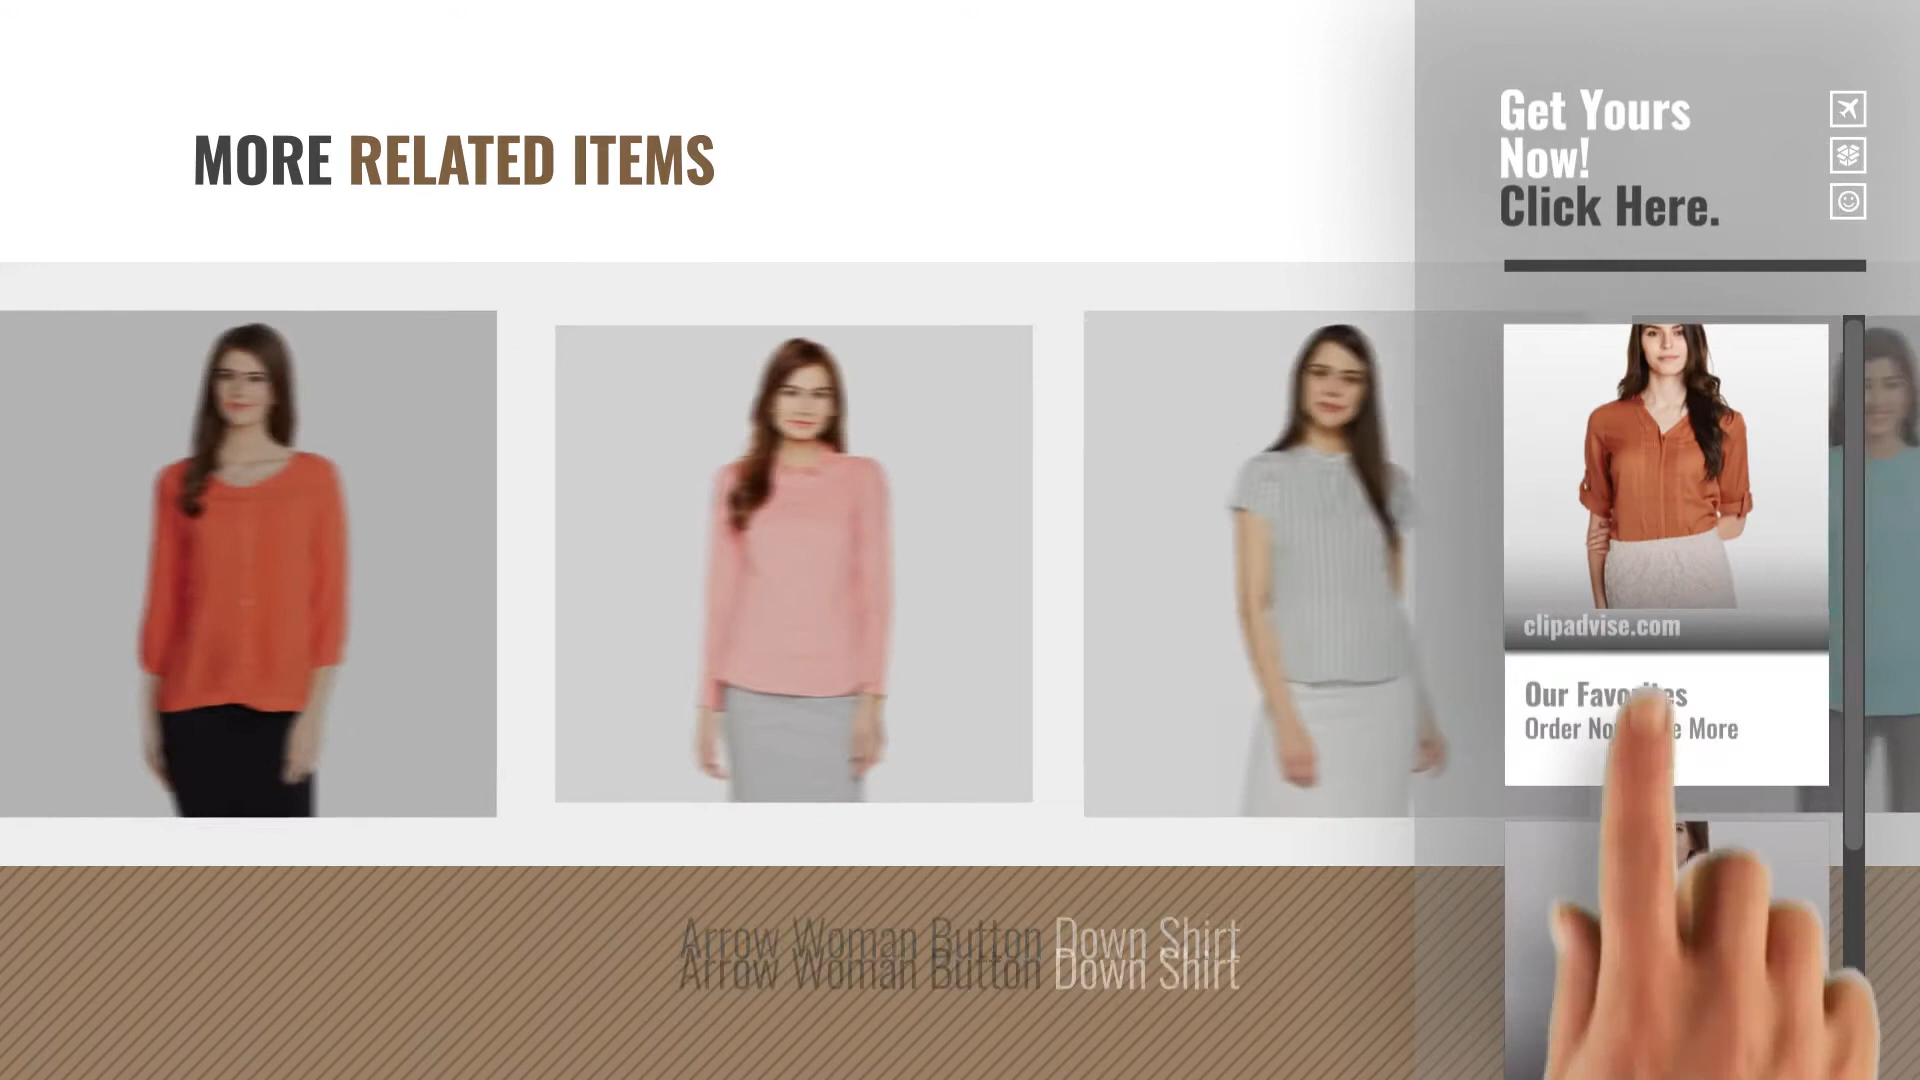 MORE RELATED ITEMS
Get Yours
Now!
Click Here.
clipadvise.com
Our
Order More
Arrow Woman Button Down Shirt
Arrow Woman Button Down Shirt